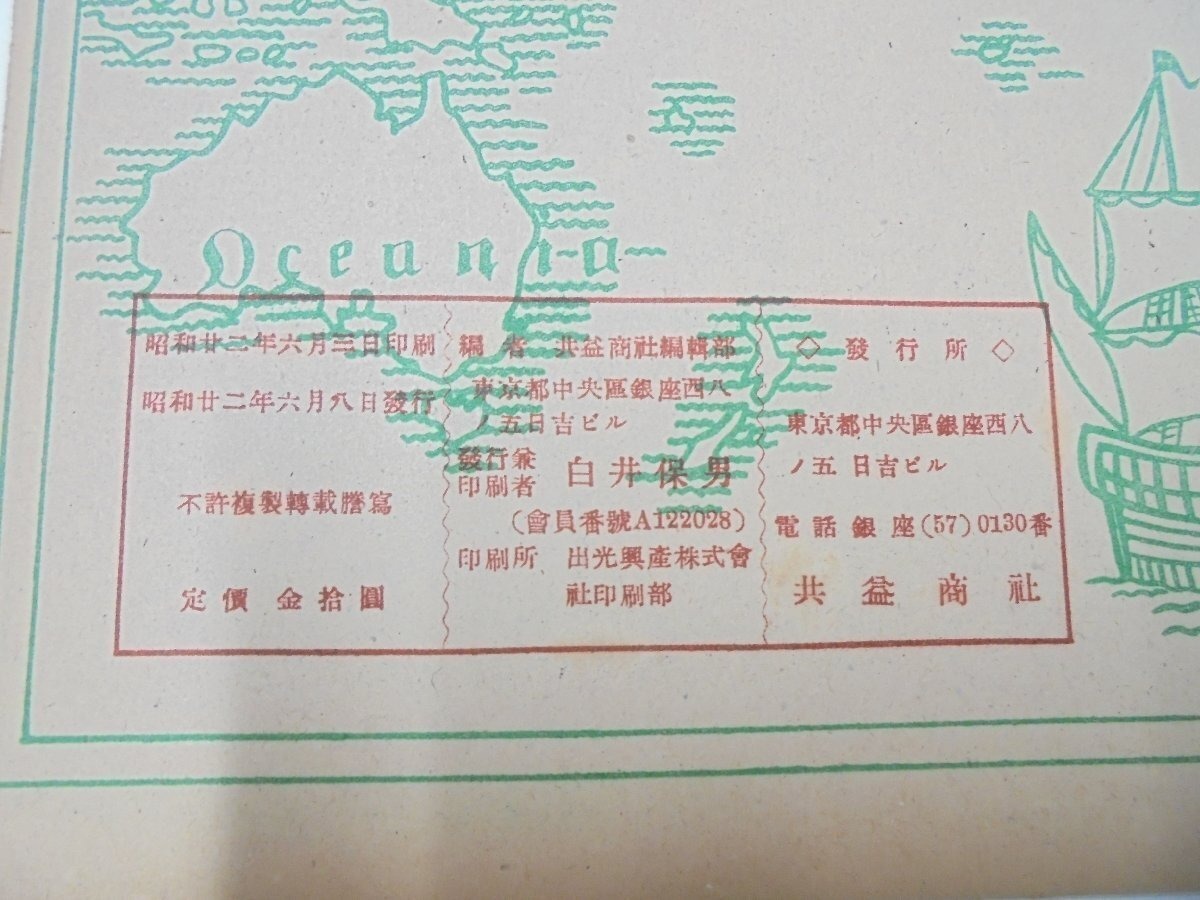 Oceania
昭和廿二年六月三日印刷
昭和廿二年六月八日發行
不許複製轉載謄寫
定價 金拾圓
編者 共益商社編輯部
東京都中央區銀座西八
ノ五日吉ビル
發行兼
印刷者 白井保男
(會員番號A122028)
印刷所 出光興產株式會
社印刷部
◇ 發行所 ◇
東京都中央區銀座西八
ノ五 日吉ビル
電話銀座(57)0130番
共益商社